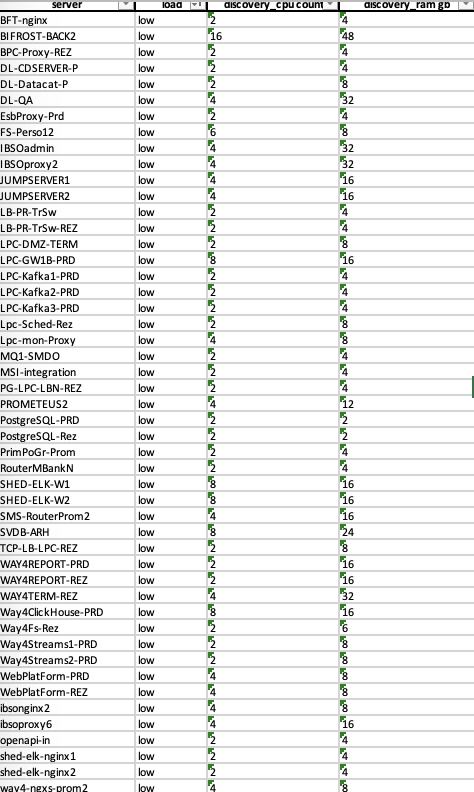 server load discovery_cpu count discovery_ram gb
BFT-nginx low 2 4
BIFROST-BACK2 low 16 48
BPC-Proxy-REZ low 2 4
DL-CDSERVER-P low 2 4
DL-Datacat-P low 2 8
DL-QA low 4 32
EsbProxy-Prd low 2 4
FS-Perso12 low 6 8
IBSOadmin low 4 32
IBSOproxy2 low 4 32
JUMPSERVER1 low 4 16
JUMPSERVER2 low 4 16
LB-PR-TrSw low 2 4
LB-PR-TrSw-REZ low 2 4
LPC-DMZ-TERM low 2 8
LPC-GW1B-PRD low 8 16
LPC-Kafka1-PRD low 2 4
LPC-Kafka2-PRD low 2 4
LPC-Kafka3-PRD low 2 4
Lpc-Sched-Rez low 2 8
Lpc-mon-Proxy low 4 8
MQ1-SMDO low 2 4
MSI-integration low 2 4
PG-LPC-LBN-REZ low 2 4
PROMETEUS2 low 4 12
PostgreSQL-PRD low 2 2
PostgreSQL-Rez low 2 2
PrimPoGr-Prom low 2 4
RouterMBankN low 2 4
SHED-ELK-W1 low 8 16
SHED-ELK-W2 low 8 16
SMS-RouterProm2 low 4 16
SVDB-ARH low 8 24
TCP-LB-LPC-REZ low 2 8
WAY4REPORT-PRD low 2 16
WAY4REPORT-REZ low 2 16
WAY4TERM-REZ low 4 32
Way4ClickHouse-PRD low 8 16
Way4Fs-Rez low 2 6
Way4Streams1-PRD low 2 8
Way4Streams2-PRD low 2 8
WebPlatForm-PRD low 4 8
WebPlatForm-REZ low 4 8
ibsonginx2 low 4 8
ibsoproxy6 low 4 16
openapi-in low 2 4
shed-elk-nginx1 low 2 4
shed-elk-nginx2 low 2 4
way4-ngxs-prom2 low 4 8